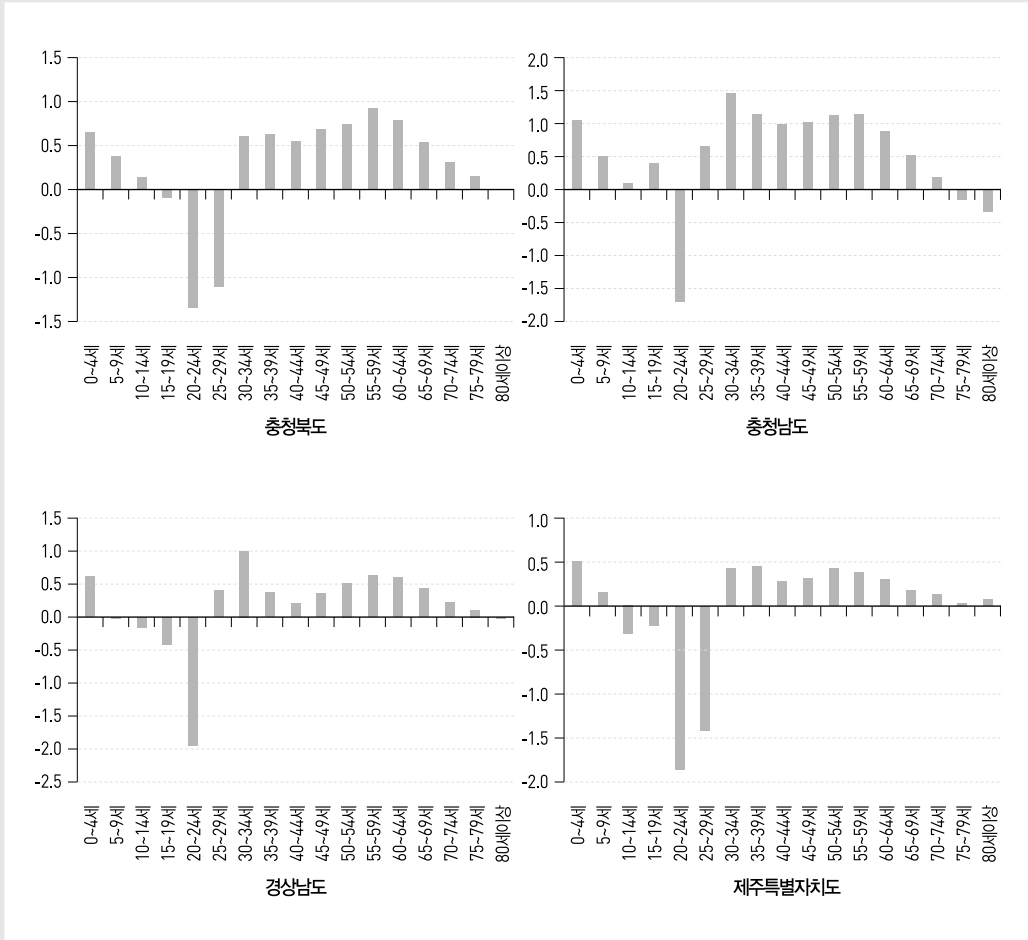 1.5
1.0
0.5
0.0
-0.5
-1.0
-1.5
0~4세
5~9세
10~14세
15~19세
20~24세
25~29세
30~34세
35~39세
40~44세
45~49세
50~54세
55~59세
60~64세
65~69세
70~74세
75~79세
80세이상
충청북도
2.0
1.5
1.0
0.5
0.0
-0.5
-1.0
-1.5
-2.0
0~4세
5~9세
10~14세
15~19세
20~24세
25~29세
30~34세
35~39세
40~44세
45~49세
50~54세
55~59세
60~64세
65~69세
70~74세
75~79세
80세이상
충청남도
1.5
1.0
0.5
0.0
-0.5
-1.0
-1.5
-2.0
-2.5
0~4세
5~9세
10~14세
15~19세
20~24세
25~29세
30~34세
35~39세
40~44세
45~49세
50~54세
55~59세
60~64세
65~69세
70~74세
75~79세
80세이상
경상남도
1.0
0.5
0.0
-0.5
-1.0
-1.5
-2.0
0~4세
5~9세
10~14세
15~19세
20~24세
25~29세
30~34세
35~39세
40~44세
45~49세
50~54세
55~59세
60~64세
65~69세
70~74세
75~79세
80세이상
제주특별자치도